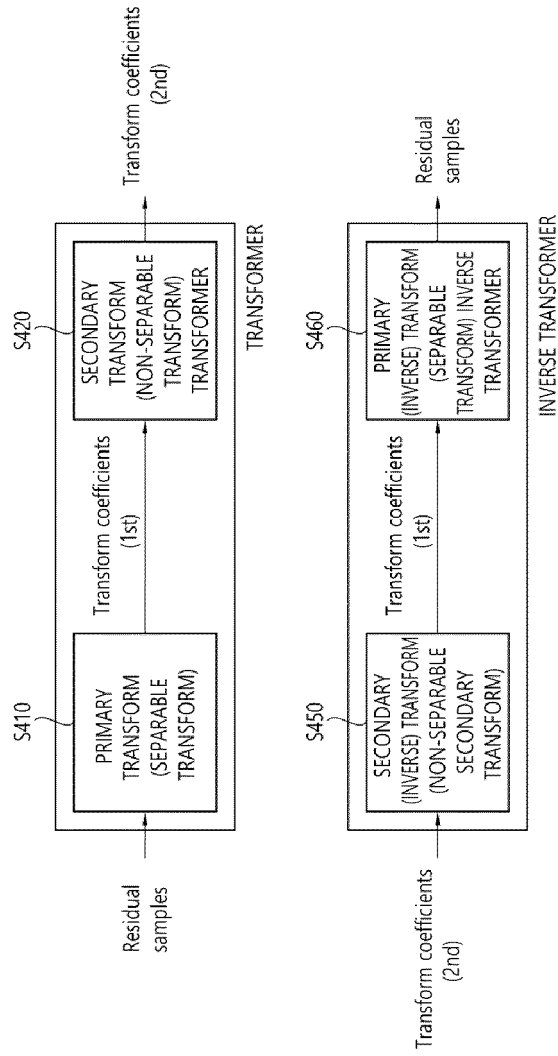 S410
S420
Residual
samples
PRIMARY
TRANSFORM
(SEPARABLE
TRANSFORM)
Transform coefficients
(1st)
SECONDARY
TRANSFORM
(NON-SEPARABLE
TRANSFORM)
TRANSFORMER
Transform coefficients
(2nd)
TRANSFORMER
S450
S460
Transform coefficients
(2nd)
SECONDARY
(INVERSE) TRANSFORM
(NON-SEPARABLE
SECONDARY
TRANSFORM)
Transform coefficients
(1st)
PRIMARY
(INVERSE) TRANSFORM
(SEPARABLE
TRANSFORM) INVERSE
TRANSFORMER
Residual
samples
INVERSE TRANSFORMER